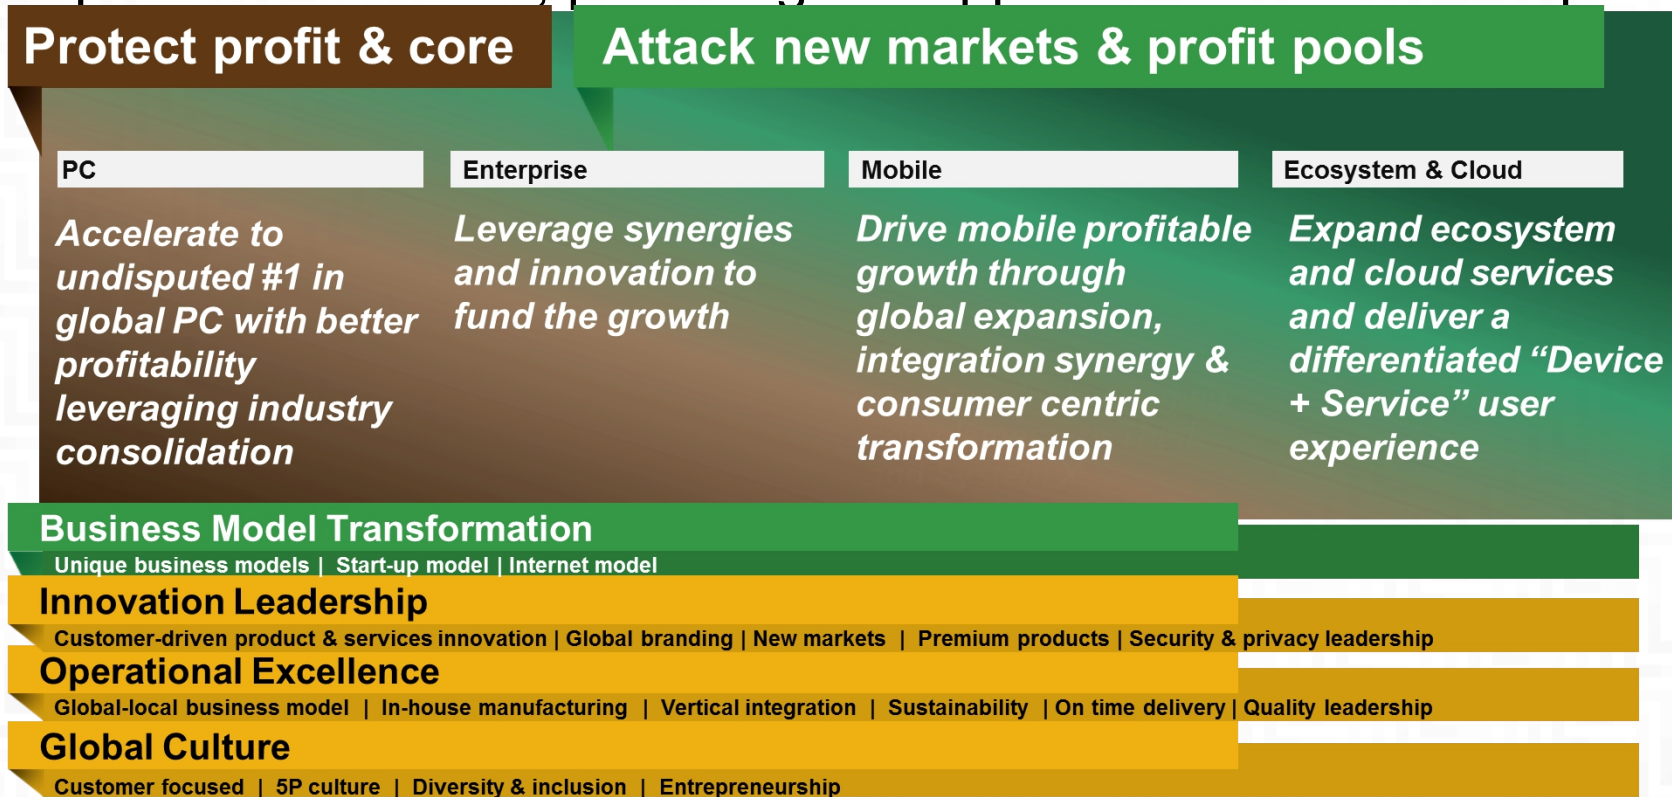 Protect profit & core
Attack new markets & profit pools
PC
Accelerate to
undisputed #1 in
global PC with better
profitability
leveraging industry
consolidation
Enterprise
Leverage synergies
and innovation to
fund the growth
Mobile
Drive mobile profitable
growth through
global expansion,
integration synergy &
consumer centric
transformation
Ecosystem & Cloud
Expand ecosystem
and cloud services
and deliver a
differentiated “Device
+ Service” user
experience
Business Model Transformation
Unique business models | Start-up model | Internet model
Innovation Leadership
Customer-driven product & services innovation | Global branding | New markets | Premium products | Security & privacy leadership
Operational Excellence
Global-local business model | In-house manufacturing | Vertical integration | Sustainability | On time delivery | Quality leadership
Global Culture
Customer focused | 5P culture | Diversity & inclusion | Entrepreneurship